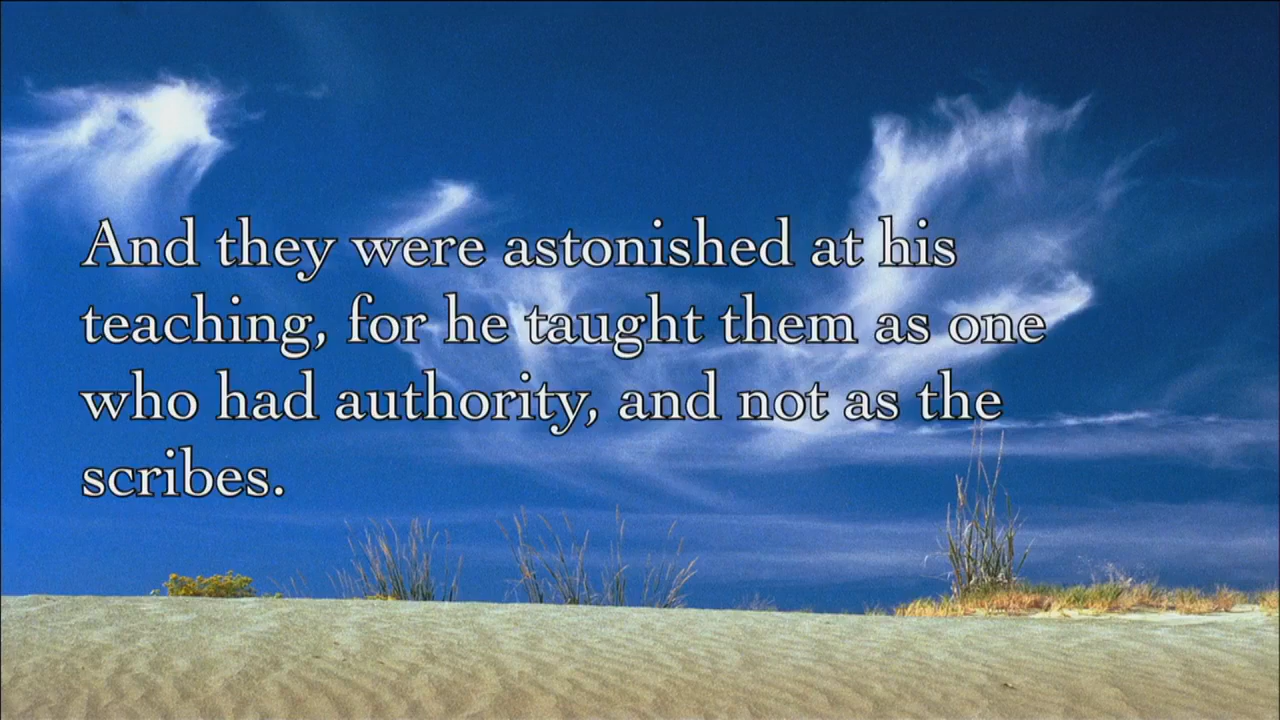 And they were astonished at his
teaching, for he taught them as one
who had authority, and not as the
scribes.